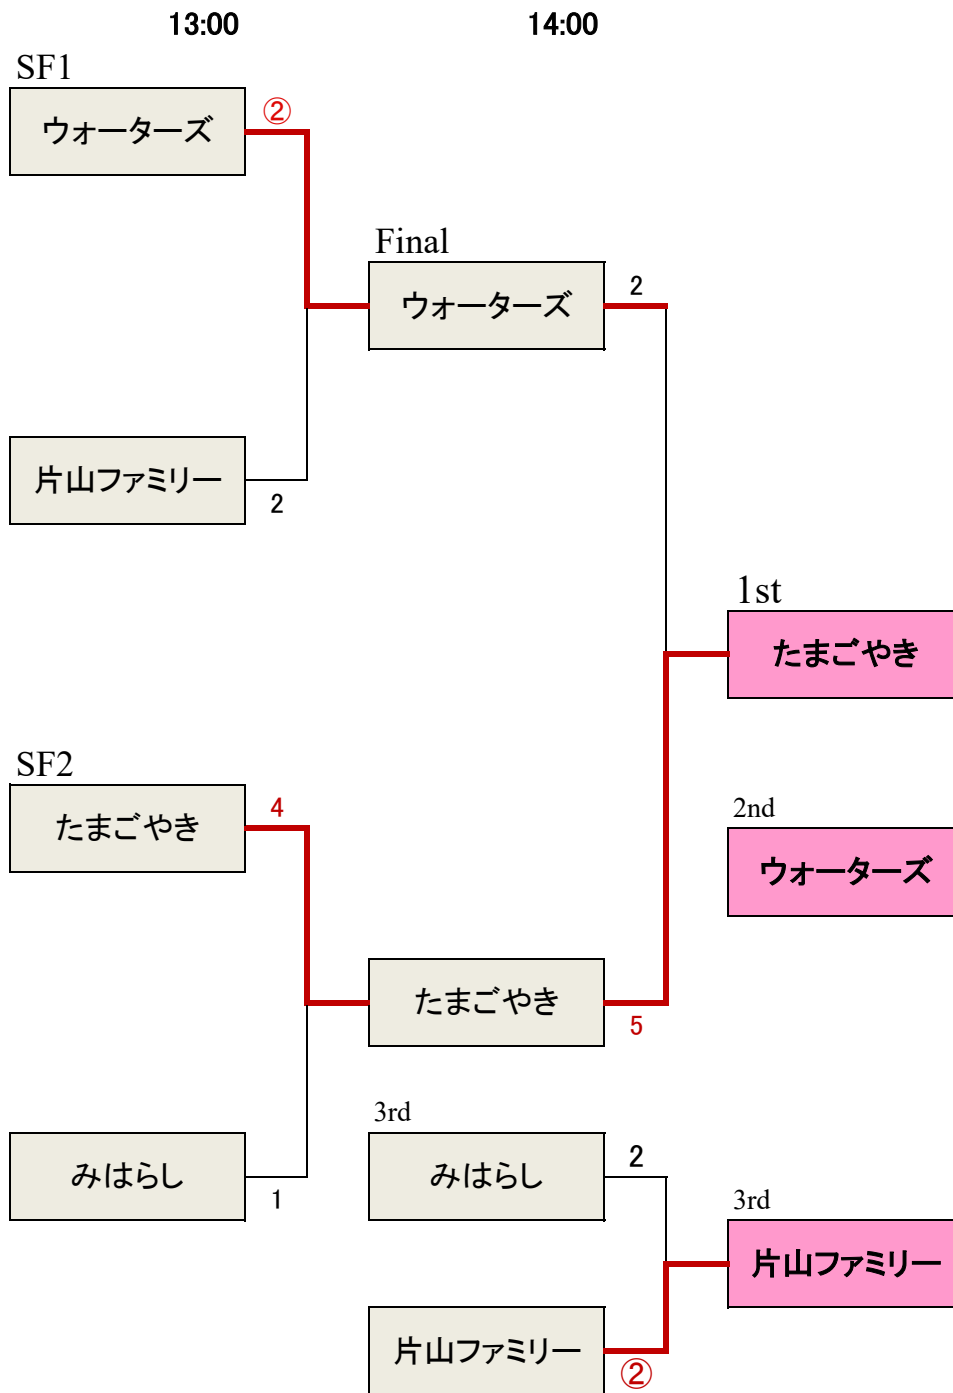 13:00
14:00
SF1
ウォーターズ
②
Final
ウォーターズ
2
片山ファミリー
2
1st
たまごやき
SF2
たまごやき
4
2nd
ウォーターズ
たまごやき
5
3rd
みはらし
1
みはらし
2
3rd
片山ファミリー
片山ファミリー
②